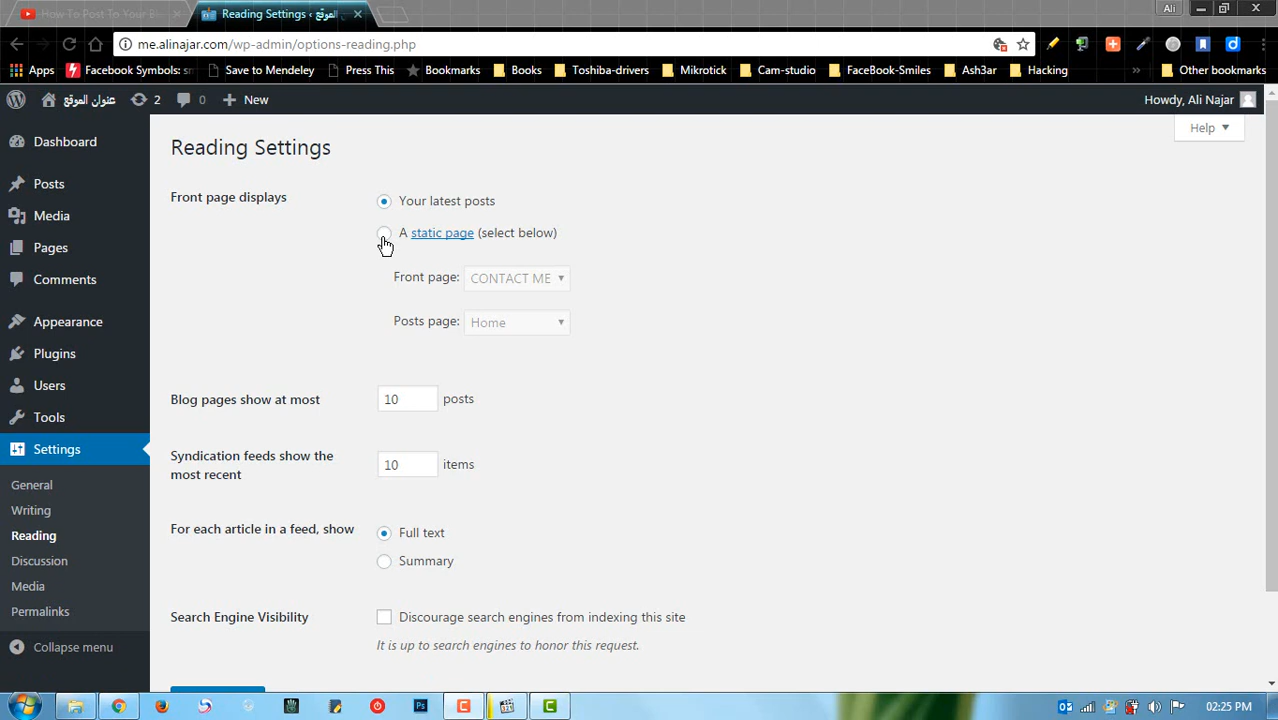 How-To Post To Your B
Reading Settings ‹ عنوان الموقع
Ali
me.alinajar.com/wp-admin/options-reading.php
Apps
Facebook Symbols: sm
Save to Mendeley
Press This
Bookmarks
Books
Toshiba-drivers
Mikrotick
Cam-studio
FaceBook-Smiles
Ash3ar
Hacking
»
Other bookmarks
عنوان الموقع
2
0
New
Howdy, Ali Najar
Help
Dashboard
Posts
Media
Pages
Comments
Appearance
Plugins
Users
Tools
Settings
General
Writing
Reading
Discussion
Media
Permalinks
Collapse menu
Reading Settings
Front page displays
Your latest posts
A static page (select below)
Front page: CONTACT ME
Posts page: Home
Blog pages show at most
10 posts
Syndication feeds show the
most recent
10 items
For each article in a feed, show
Full text
Summary
Search Engine Visibility
Discourage search engines from indexing this site
It is up to search engines to honor this request.
Ps
02:25 PM